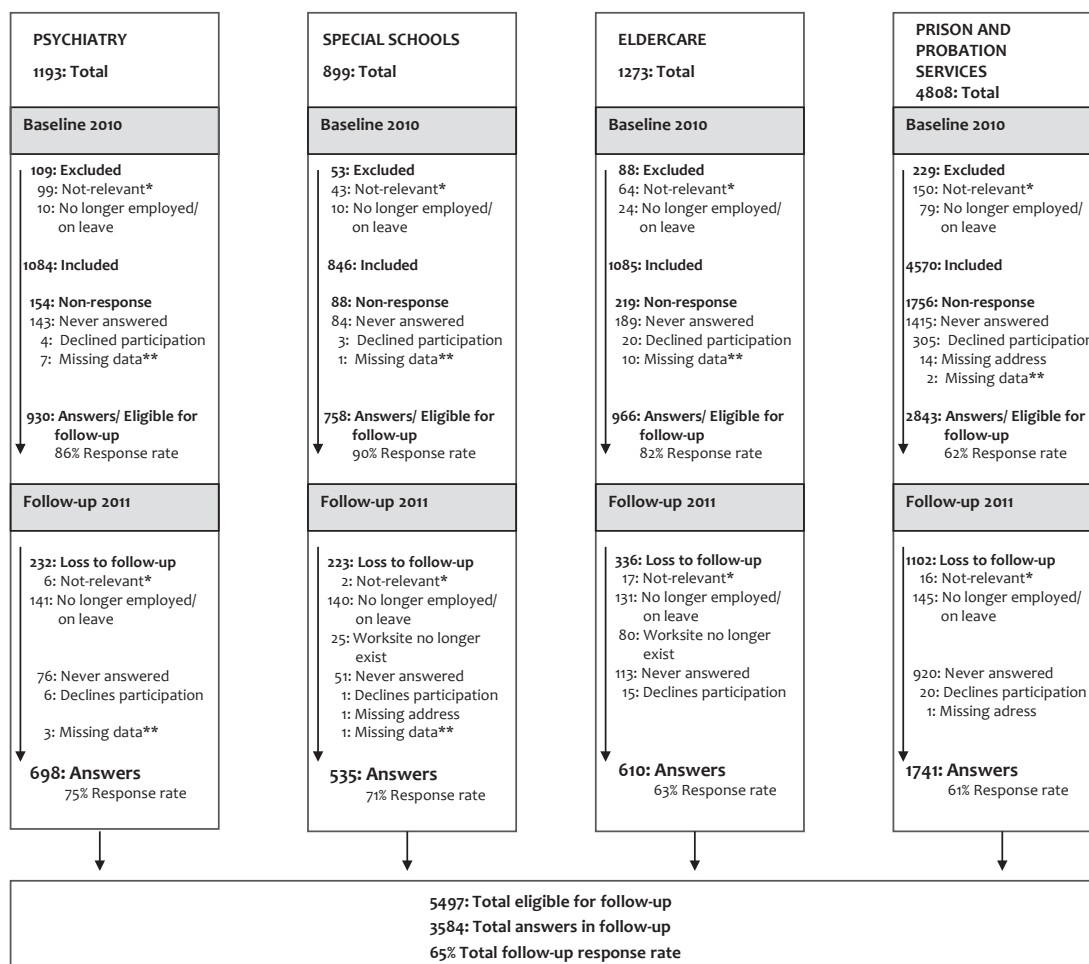 PSYCHIATRY
1193: Total
Baseline 2010
109: Excluded
99: Not-relevant*
10: No longer employed/
on leave
1084: Included
154: Non-response
143: Never answered
4: Declined participation
7: Missing data**
930: Answers/ Eligible for
follow-up
86% Response rate
Follow-up 2011
232: Loss to follow-up
6: Not-relevant*
141: No longer employed/
on leave
76: Never answered
6: Declines participation
3: Missing data**
698: Answers
75% Response rate
SPECIAL SCHOOLS
899: Total
Baseline 2010
53: Excluded
43: Not-relevant*
10: No longer employed/
on leave
846: Included
88: Non-response
84: Never answered
3: Declined participation
1: Missing data**
758: Answers/ Eligible for
follow-up
90% Response rate
Follow-up 2011
223: Loss to follow-up
2: Not-relevant*
140: No longer employed/
on leave
25: Worksite no longer
exist
51: Never answered
1: Declines participation
1: Missing address
1: Missing data**
535: Answers
71% Response rate
ELDERCARE
1273: Total
Baseline 2010
88: Excluded
64: Not-relevant*
24: No longer employed/
on leave
1085: Included
219: Non-response
189: Never answered
20: Declined participation
10: Missing data**
966: Answers/ Eligible for
follow-up
82% Response rate
Follow-up 2011
336: Loss to follow-up
17: Not-relevant*
131: No longer employed/
on leave
80: Worksite no longer
exist
113: Never answered
15: Declines participation
610: Answers
63% Response rate
PRISON AND
PROBATION
SERVICES
4808: Total
Baseline 2010
229: Excluded
150: Not-relevant*
79: No longer employed/
on leave
4570: Included
1756: Non-response
1415: Never answered
305: Declined participation
14: Missing address
2: Missing data**
2843: Answers/ Eligible for
follow-up
62% Response rate
Follow-up 2011
1102: Loss to follow-up
16: Not-relevant*
145: No longer employed/
on leave
920: Never answered
20: Declines participation
1: Missing adress
1741: Answers
61% Response rate
5497: Total eligible for follow-up
3584: Total answers in follow-up
65% Total follow-up response rate